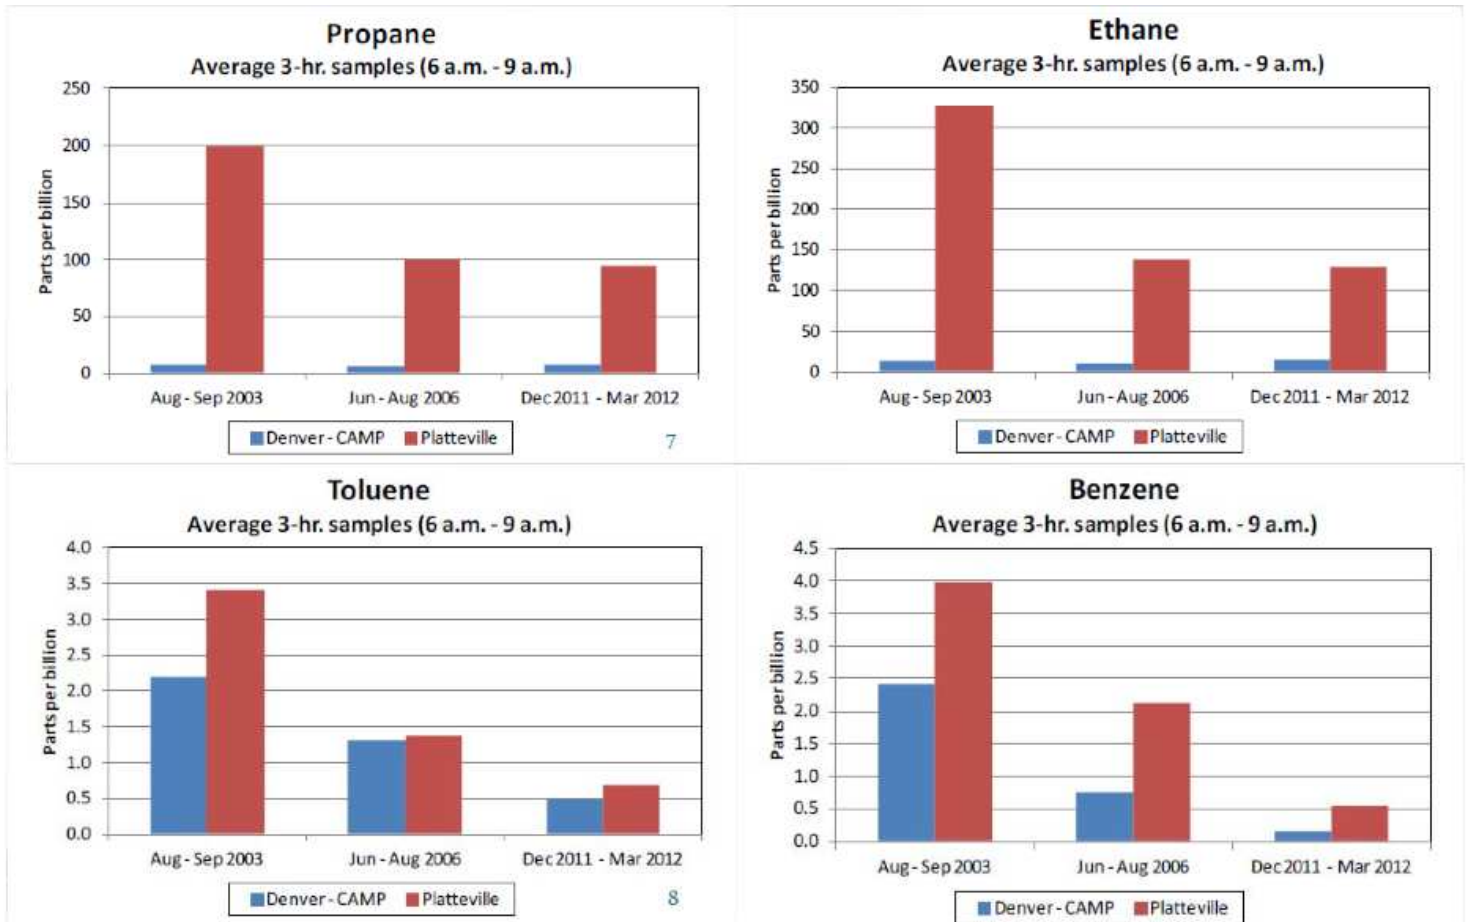 Propane
Average 3-hr. samples (6 a.m. - 9 a.m.)
250
200
150
100
50
0
Parts per billion
Aug - Sep 2003
Jun - Aug 2006
Dec 2011 - Mar 2012
Denver - CAMP
Platteville
7
Ethane
Average 3-hr. samples (6 a.m. - 9 a.m.)
350
300
250
200
150
100
50
0
Parts per billion
Aug - Sep 2003
Jun - Aug 2006
Dec 2011 - Mar 2012
Denver - CAMP
Platteville
Toluene
Average 3-hr. samples (6 a.m. - 9 a.m.)
4.0
3.5
3.0
2.5
2.0
1.5
1.0
0.5
0.0
Parts per billion
Aug - Sep 2003
Jun - Aug 2006
Dec 2011 - Mar 2012
Denver - CAMP
Platteville
8
Benzene
Average 3-hr. samples (6 a.m. - 9 a.m.)
4.5
4.0
3.5
3.0
2.5
2.0
1.5
1.0
0.5
0.0
Parts per billion
Aug - Sep 2003
Jun - Aug 2006
Dec 2011 - Mar 2012
Denver - CAMP
Platteville